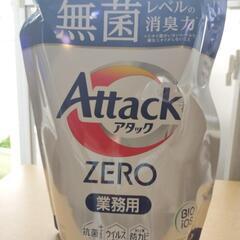 無菌
レベルの
消臭力
Attack
アタック
ZERO
業務用
BIO
iOS
抗菌
ウイルス
防カビ